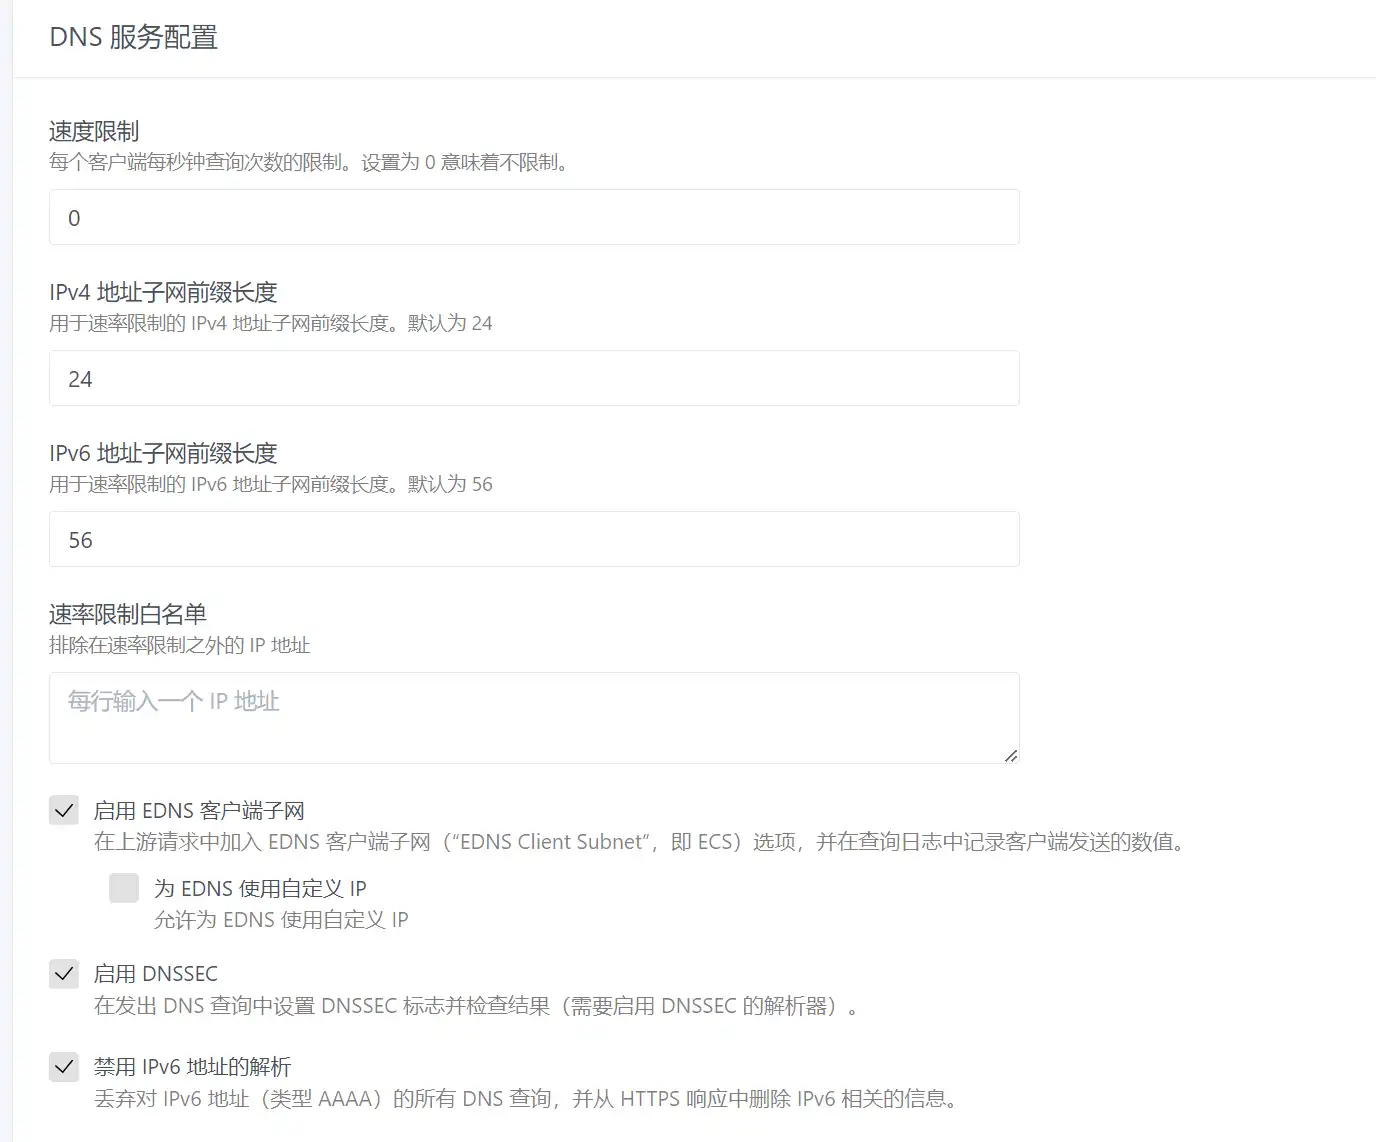 DNS 服务配置
速度限制
每个客户端每秒钟查询次数的限制。设置为 0 意味着不限制。
0
IPv4 地址子网前缀长度
用于速率限制的 IPv4 地址子网前缀长度。默认为 24
24
IPv6 地址子网前缀长度
用于速率限制的 IPv6 地址子网前缀长度。默认为 56
56
速率限制白名单
排除在速率限制之外的 IP 地址
每行输入一个 IP 地址
启用 EDNS 客户端子网
在上游请求中加入 EDNS 客户端子网（“EDNS Client Subnet”，即 ECS）选项，并在查询日志中记录客户端发送的数值。
为 EDNS 使用自定义 IP
允许为 EDNS 使用自定义 IP
启用 DNSSEC
在发出 DNS 查询中设置 DNSSEC 标志并检查结果（需要启用 DNSSEC 的解析器）。
禁用 IPv6 地址的解析
丢弃对 IPv6 地址（类型 AAAA）的所有 DNS 查询，并从 HTTPS 响应中删除 IPv6 相关的信息。